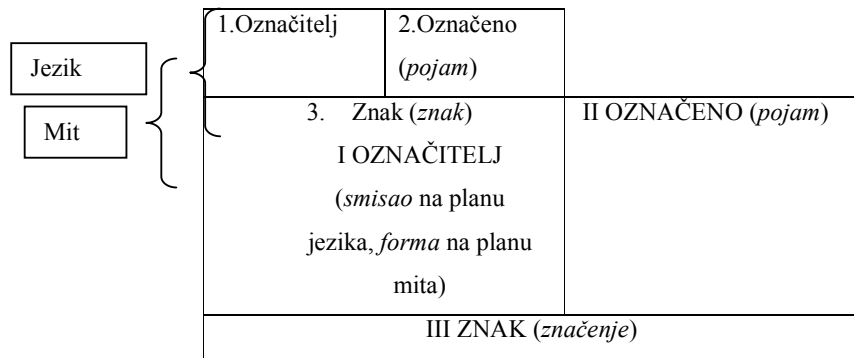 1.Označitelj
2.Označeno
(pojam)
Jezik
Mit
3. Znak (znak)
I OZNAČITELJ
(smisao na planu
jezika, forma na planu
mita)
II OZNAČENO (pojam)
III ZNAK (značenje)